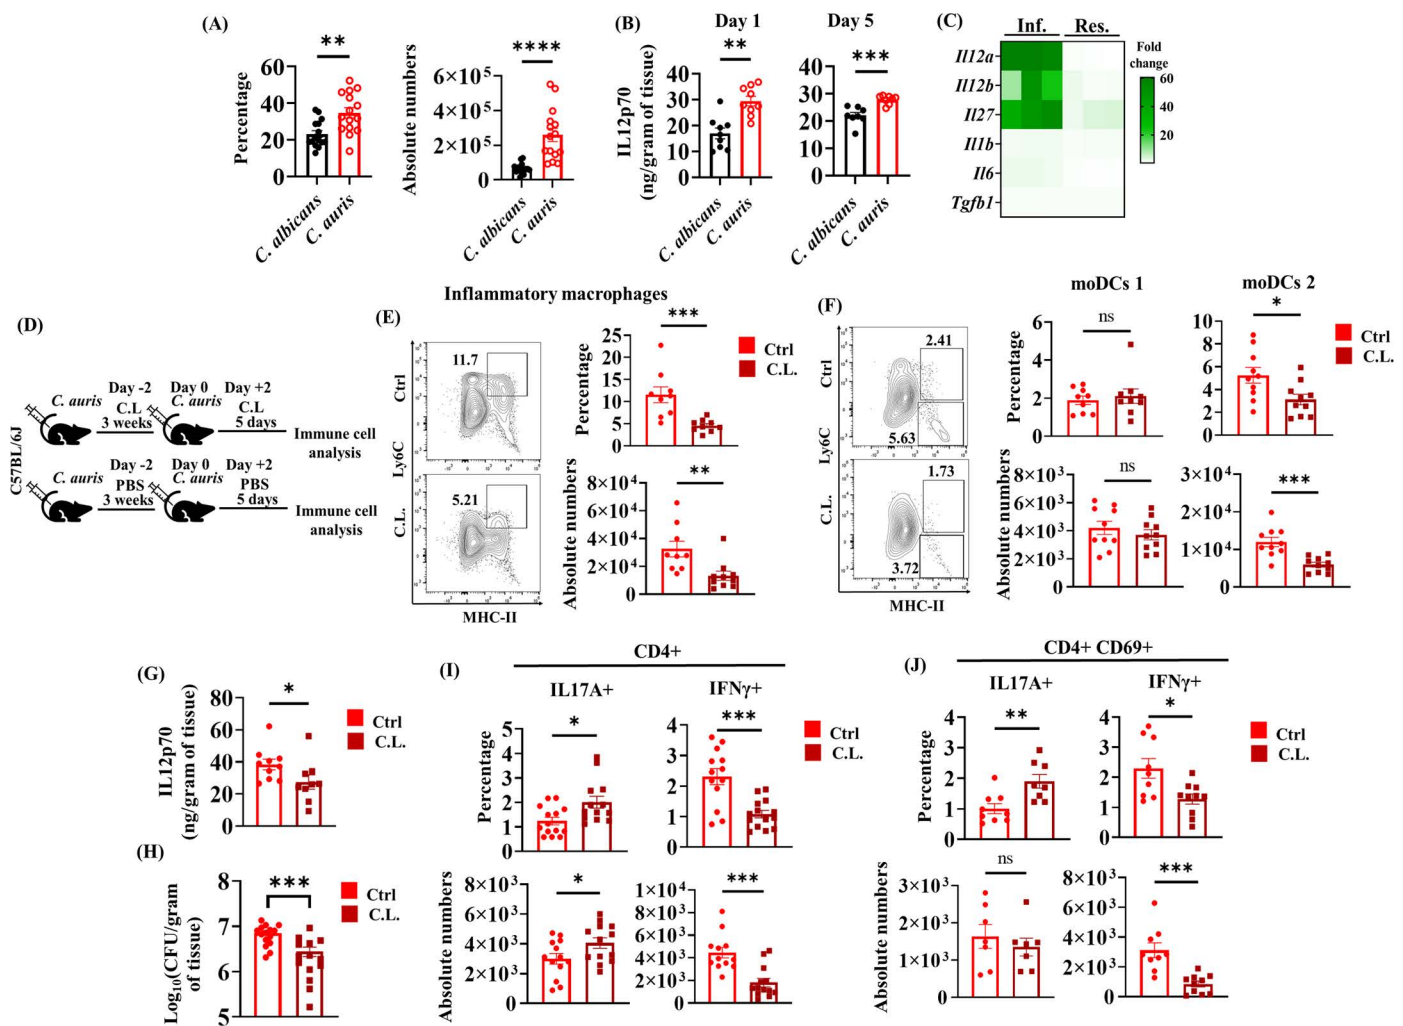 (A)
**
Percentage
60
40
20
0
C. albicans
C. auris
****
Absolute numbers
6×10⁵
4×10⁵
2×10⁵
0
C. albicans
C. auris
(B)
Day 1
**
IL12p70
(ng/gram of tissue)
40
30
20
10
0
C. albicans
C. auris
Day 5
***
40
30
20
10
0
C. albicans
C. auris
(C)
Inf.
Res.
Il12a
Il12b
Il27
Il1b
Il6
Tgfb1
Fold
change
60
40
20
(D)
C57BL/6J
C. auris
Day -2
C.L
3 weeks
Day 0
C. auris
Day +2
C.L
5 days
Immune cell
analysis
C. auris
Day -2
PBS
3 weeks
Day 0
C. auris
Day +2
PBS
5 days
Immune cell
analysis
(E)
Inflammatory macrophages
Ctrl
11.7
Ly6C
C.L.
5.21
MHC-II
***
Percentage
25
20
15
10
5
0
Ctrl
C.L.
**
Absolute numbers
8×10⁴
6×10⁴
4×10⁴
2×10⁴
0
(F)
Ctrl
2.41
5.63
Ly6C
C.L.
1.73
3.72
MHC-II
moDCs 1
ns
Percentage
6
4
2
0
moDCs 2
*
10
8
6
4
2
0
Ctrl
C.L.
ns
Absolute numbers
8×10³
6×10³
4×10³
2×10³
0
***
3×10⁴
2×10⁴
1×10⁴
0
(G)
*
IL12p70
(ng/gram of tissue)
80
60
40
20
0
Ctrl
C.L.
(H)
***
Log₁₀(CFU/gram
of tissue)
8
7
6
5
Ctrl
C.L.
(I)
CD4+
IL17A+
*
Percentage
5
4
3
2
1
0
IFNγ+
***
4
3
2
1
0
Ctrl
C.L.
*
Absolute numbers
8×10³
6×10³
4×10³
2×10³
0
***
1×10⁴
8×10³
6×10³
4×10³
2×10³
0
(J)
CD4+ CD69+
IL17A+
**
Percentage
4
3
2
1
0
IFNγ+
*
4
3
2
1
0
Ctrl
C.L.
ns
Absolute numbers
3×10³
2×10³
1×10³
0
***
8×10³
6×10³
4×10³
2×10³
0